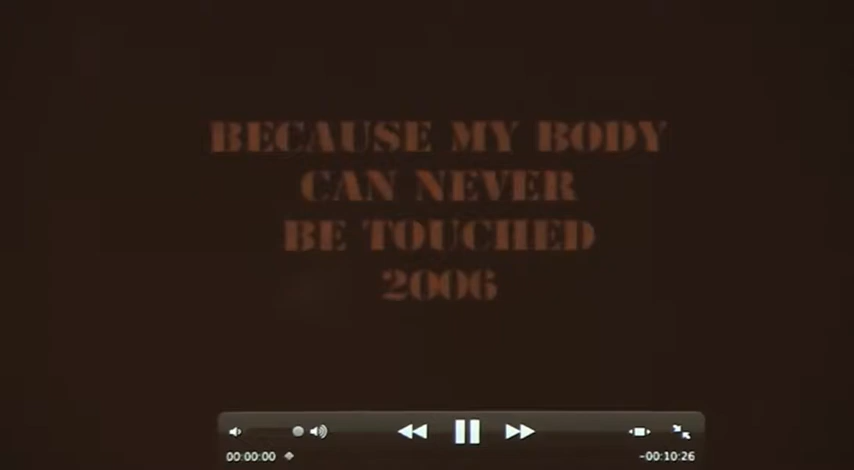 BECAUSE MY BODY
CAN NEVER
BE TOUCHED
2006
00:00:00
-00:10:26